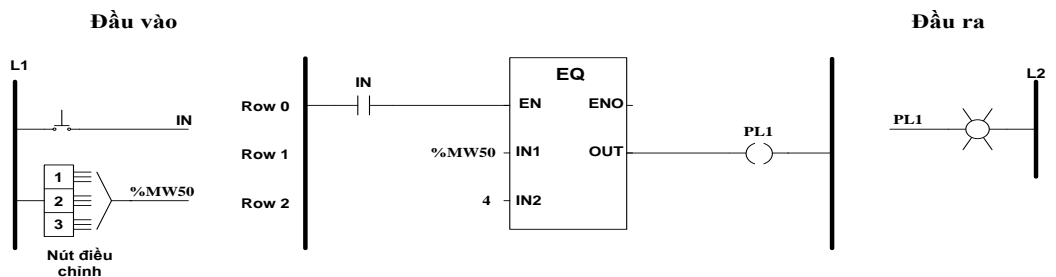 Đầu vào
L1
IN
1
2
3
%MW50
Nút điều
chỉnh
Row 0
Row 1
Row 2
IN
EQ
EN
ENO
%MW50
IN1
OUT
4
IN2
PL1
Đầu ra
L2
PL1